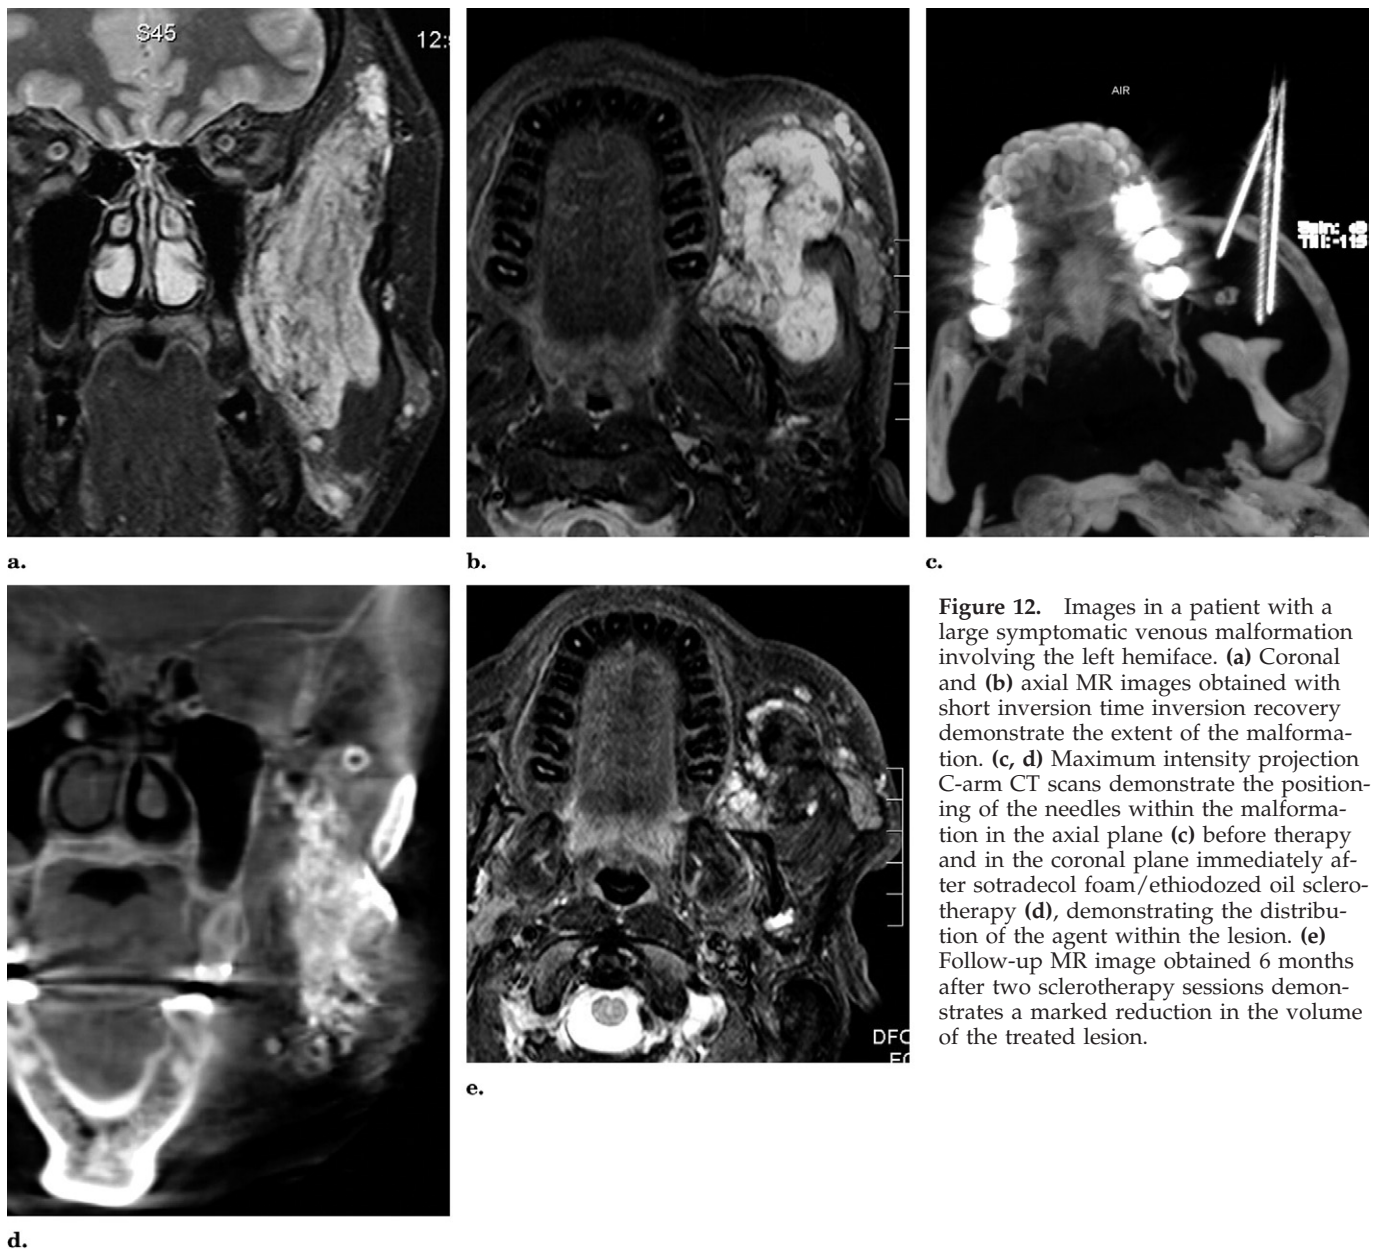 S45
12:
AIR
a.
b.
c.
DFC
d.
e.
Figure 12. Images in a patient with a
large symptomatic venous malformation
involving the left hemiface. (a) Coronal
and (b) axial MR images obtained with
short inversion time inversion recovery
demonstrate the extent of the malforma-
tion. (c, d) Maximum intensity projection
C-arm CT scans demonstrate the position-
ing of the needles within the malforma-
tion in the axial plane (c) before therapy
and in the coronal plane immediately af-
ter sotradecol foam/ethiodized oil sclero-
therapy (d), demonstrating the distribu-
tion of the agent within the lesion. (e)
Follow-up MR image obtained 6 months
after two sclerotherapy sessions demon-
strates a marked reduction in the volume
of the treated lesion.